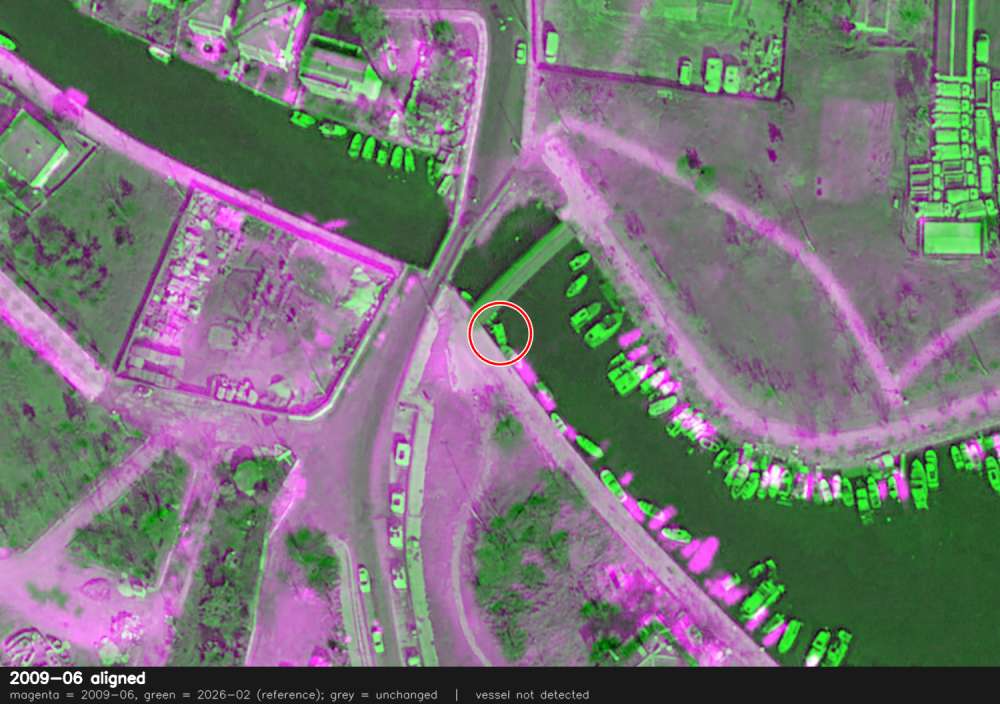 2009-06 aligned
magenta = 2009-06, green = 2026-02 (reference); grey = unchanged | vessel not detected